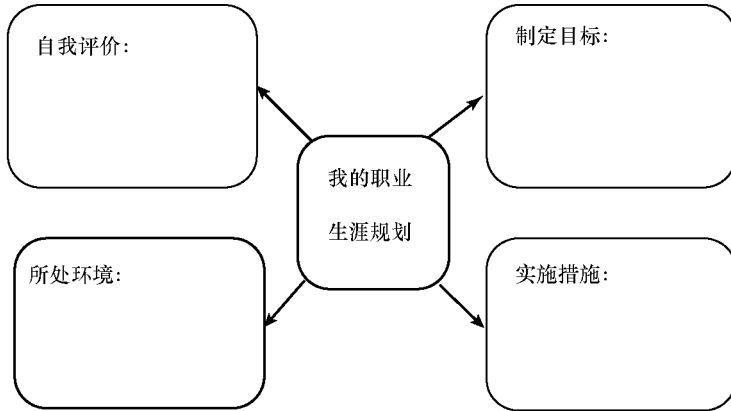 自我评价：
制定目标：
我的职业
生涯规划
所处环境：
实施措施：